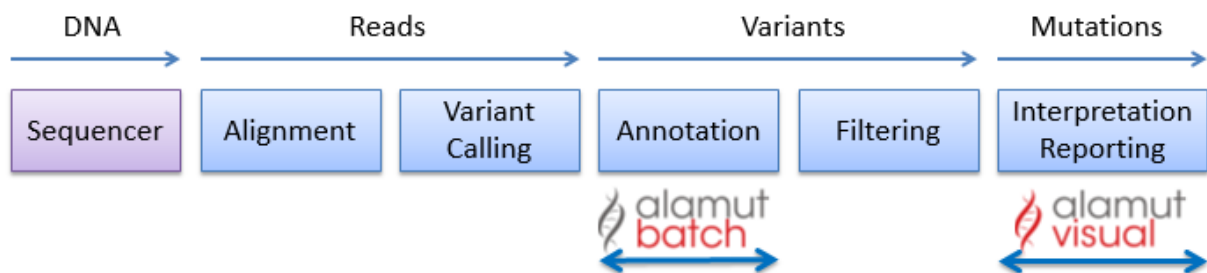 DNA
Reads
Variants
Mutations
Sequencer
Alignment
Variant
Calling
Annotation
Filtering
Interpretation
Reporting
alamut
batch
alamut
visual